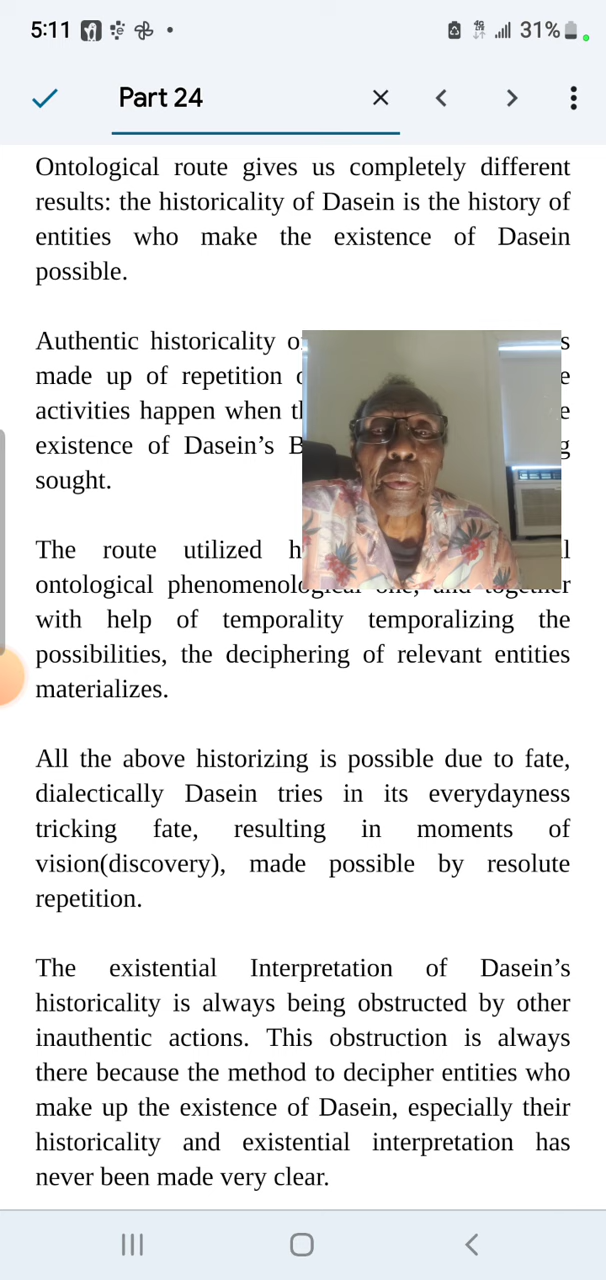 5:11
31%
Part 24
Ontological route gives us completely different
results: the historicality of Dasein is the history of
entities who make the existence of Dasein
possible.
Authentic historicality
made up of repetition
activities happen when
existence of Dasein's
sought.
The route utilized
ontological
with help of temporality temporalizing the
possibilities, the deciphering of relevant entities
materializes.
All the above historizing is possible due to fate,
dialectically Dasein tries in its everydayness
tricking fate, resulting in moments of
vision(discovery), made possible by resolute
repetition.
The existential Interpretation of Dasein's
historicality is always being obstructed by other
inauthentic actions. This obstruction is always
there because the method to decipher entities who
make up the existence of Dasein, especially their
historicality and existential interpretation has
never been made very clear.